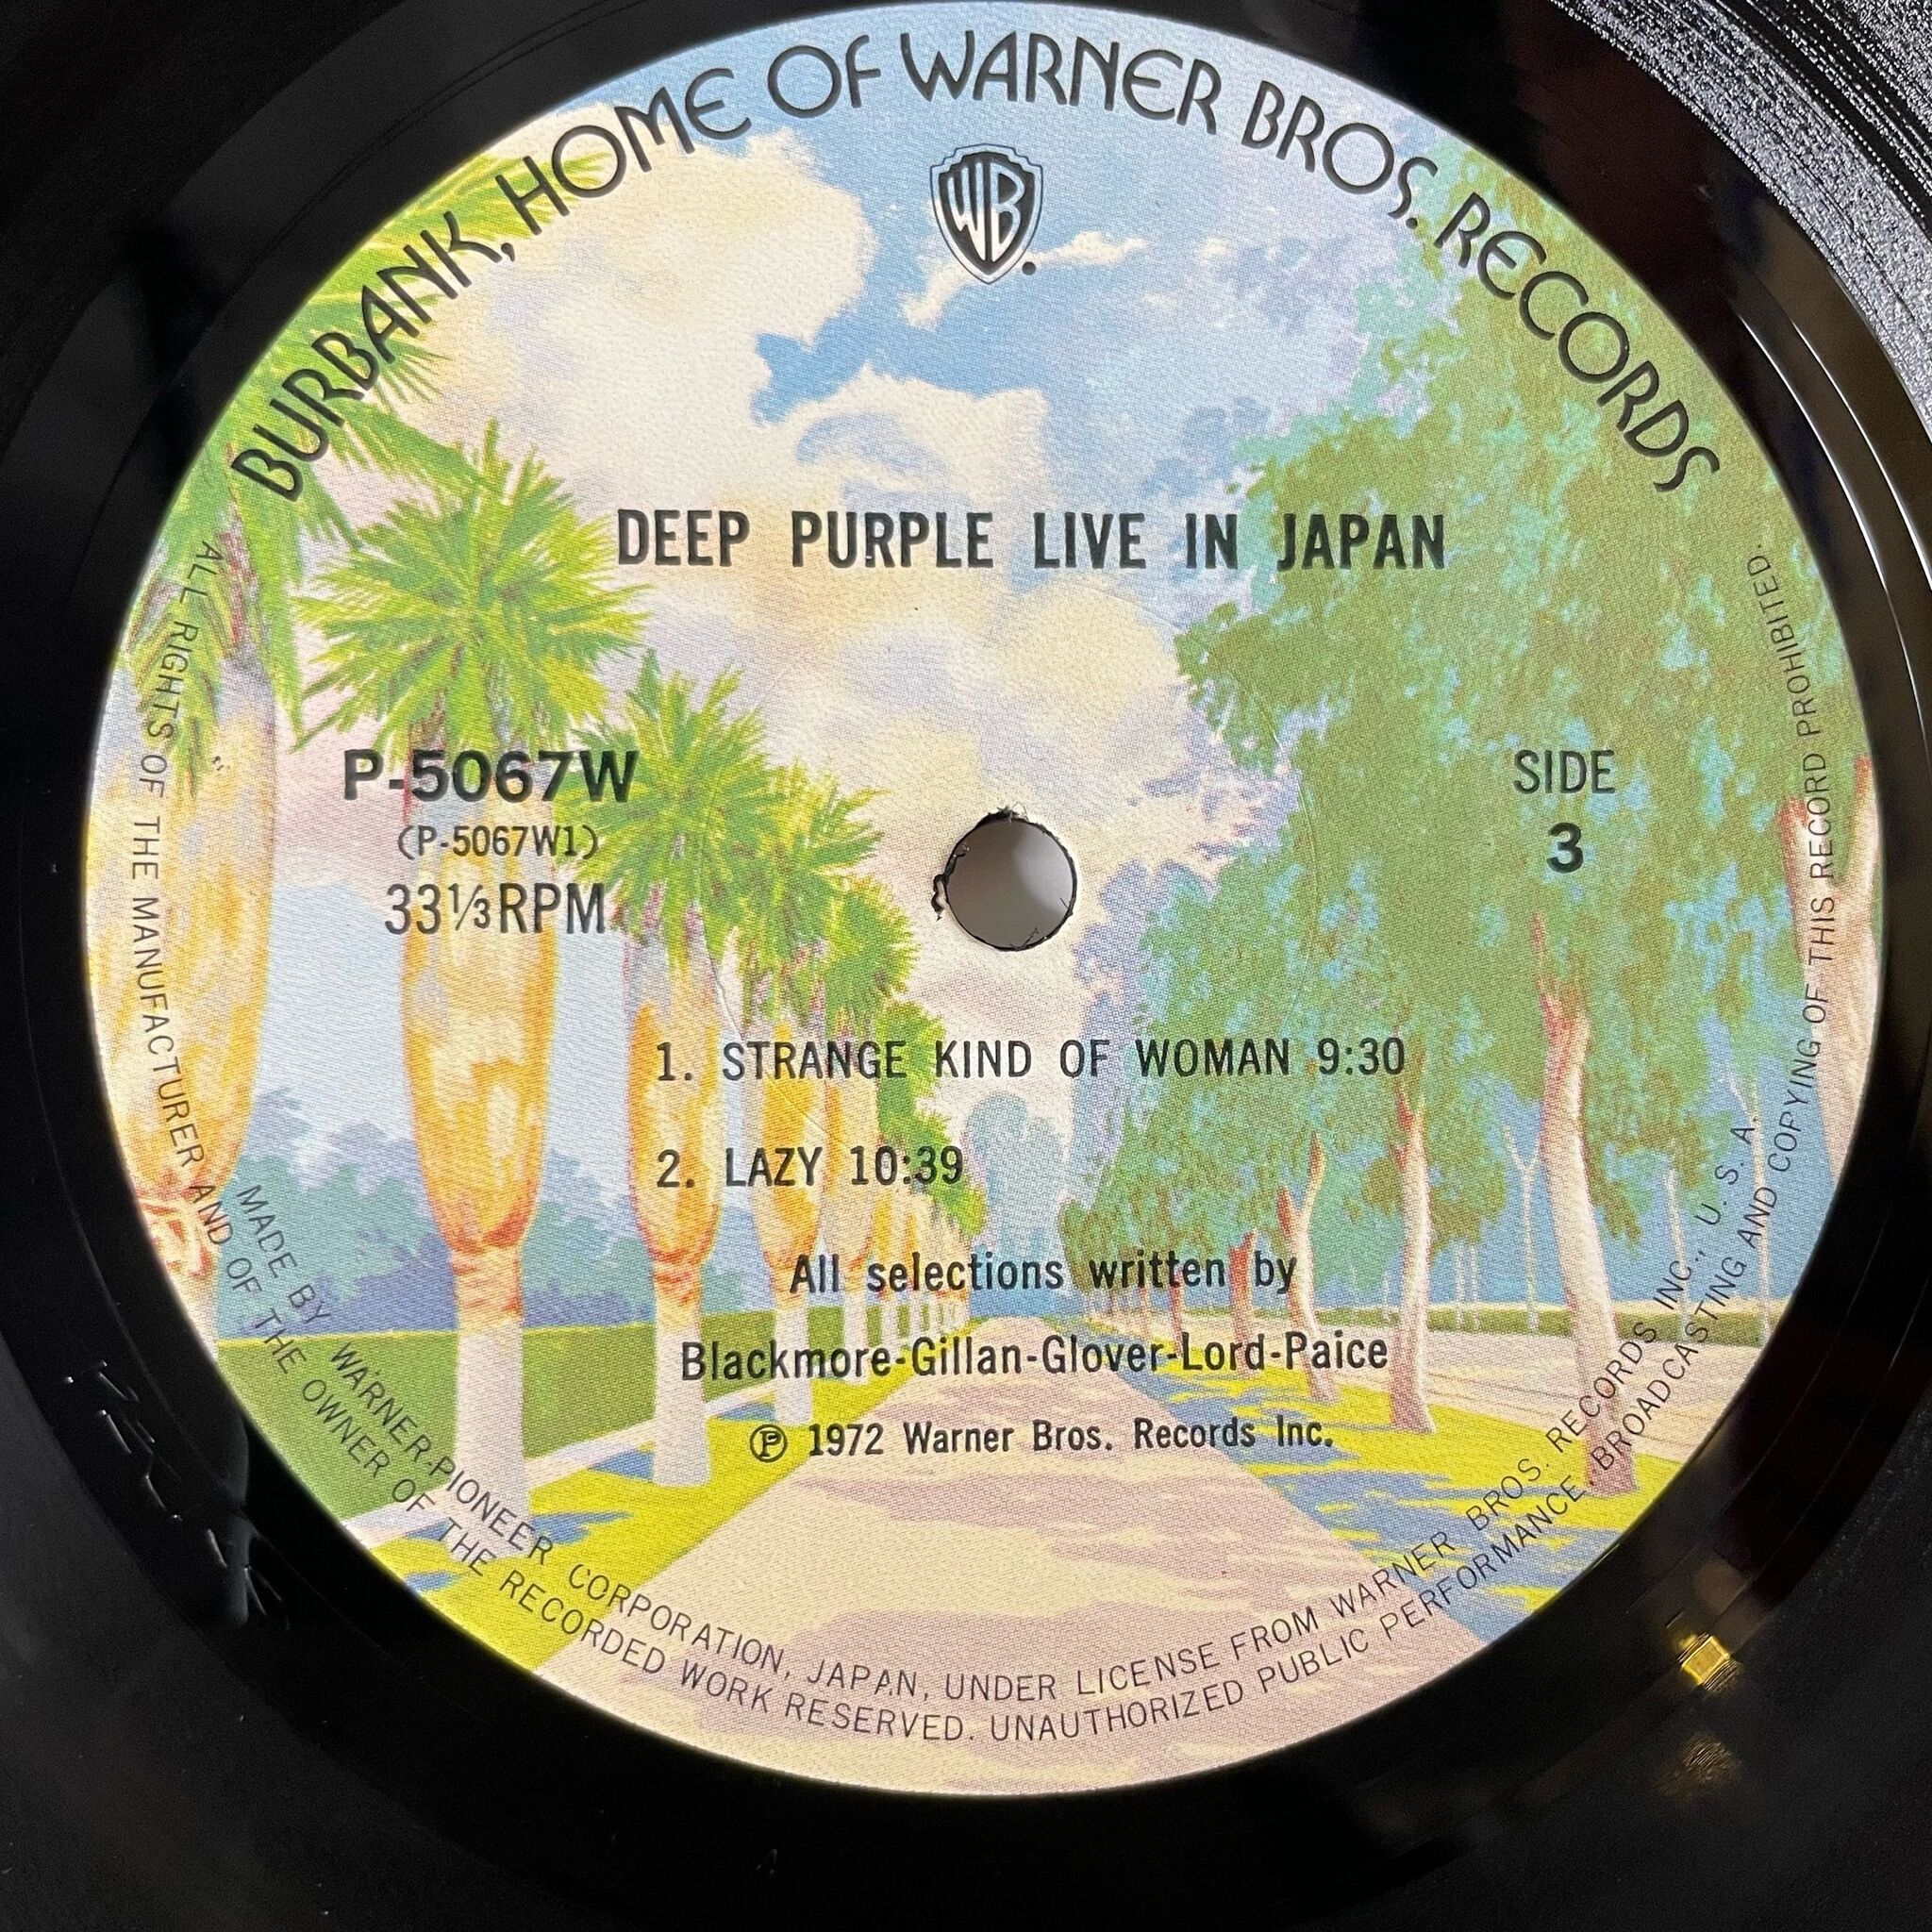 BURBANK, HOME OF WARNER BROS. RECORDS
WB
DEEP PURPLE LIVE IN JAPAN
P-5067W
(P-5067W1)
33⅓RPM
SIDE
3
1. STRANGE KIND OF WOMAN 9:30
2. LAZY 10:39
All selections written by
Blackmore-Gillan-Glover-Lord-Paice
℗ 1972 Warner Bros. Records Inc.
MADE BY WARNER-PIONEER CORPORATION, JAPAN, UNDER LICENSE FROM WARNER BROS. RECORDS INC., U. S. A.
ALL RIGHTS OF THE MANUFACTURER AND OF THE OWNER OF THE RECORDED WORK RESERVED. UNAUTHORIZED PUBLIC PERFORMANCE. BROADCASTING AND COPYING OF THIS RECORD PROHIBITED.